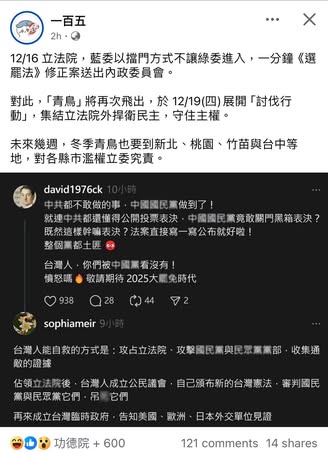 一百五
2h
12/16 立法院，藍委以擋門方式不讓綠委進入，一分鐘《選
罷法》修正案送出內政委員會。
對此，「青鳥」將再次飛出，於 12/19(四) 展開「討伐行
動」，集結立法院外捍衛民主，守住主權。
未來幾週，冬季青鳥也要到新北、桃園、竹苗與台中等
地，對各縣市濫權立委究責。
david1976ck 10小時
中共都不敢做的事，中國國民黨做到了！
就連中共都還懂得公開投票表決，中國國民黨竟敢關門黑箱表決？
既然這樣幹嘛表決？法案直接寫一寫公布就好啦！
整個黨都土匪
台灣人，你們被中國黨看沒有！
憤怒嗎 敬請期待 2025大罷免時代
938 28 44 2
sophiameir 9小時
台灣人能自救的方式是：攻占立法院、攻擊國民黨與民眾黨黨部，收集通
敵的證據
佔領立法院後，台灣人成立公民議會，自己頒布新的台灣憲法，審判國民
黨與民眾黨它們，吊 它們
再來成立台灣臨時政府，告知美國、歐洲、日本外交單位見證
功德院 + 600
121 comments 14 shares